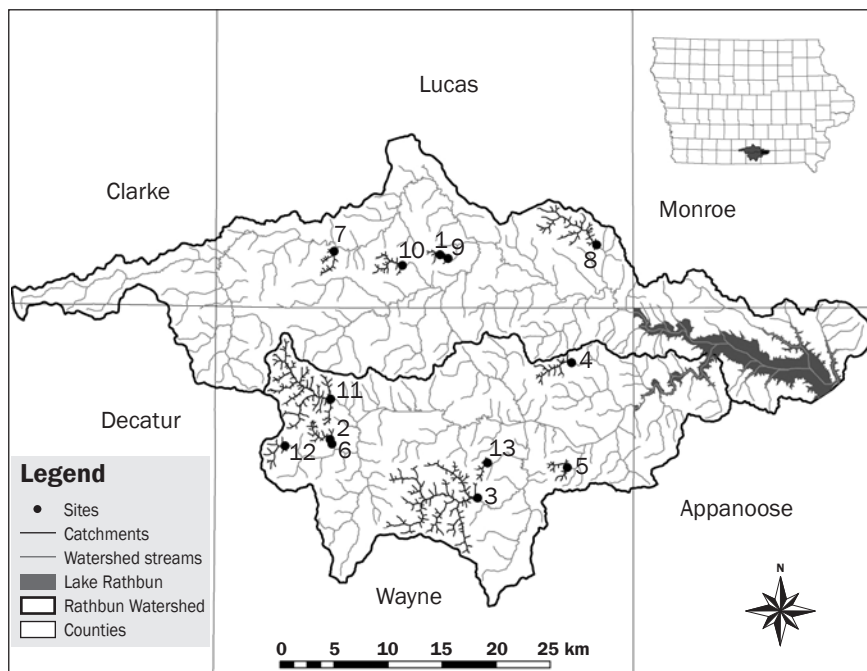 Lucas
Clarke
Monroe
7
10
1
9
8
4
11
Decatur
2
12
6
13
5
3
Appanoose
Wayne
Legend
Sites
Catchments
Watershed streams
Lake Rathbun
Rathbun Watershed
Counties
N
0 5 10 15 20 25 km